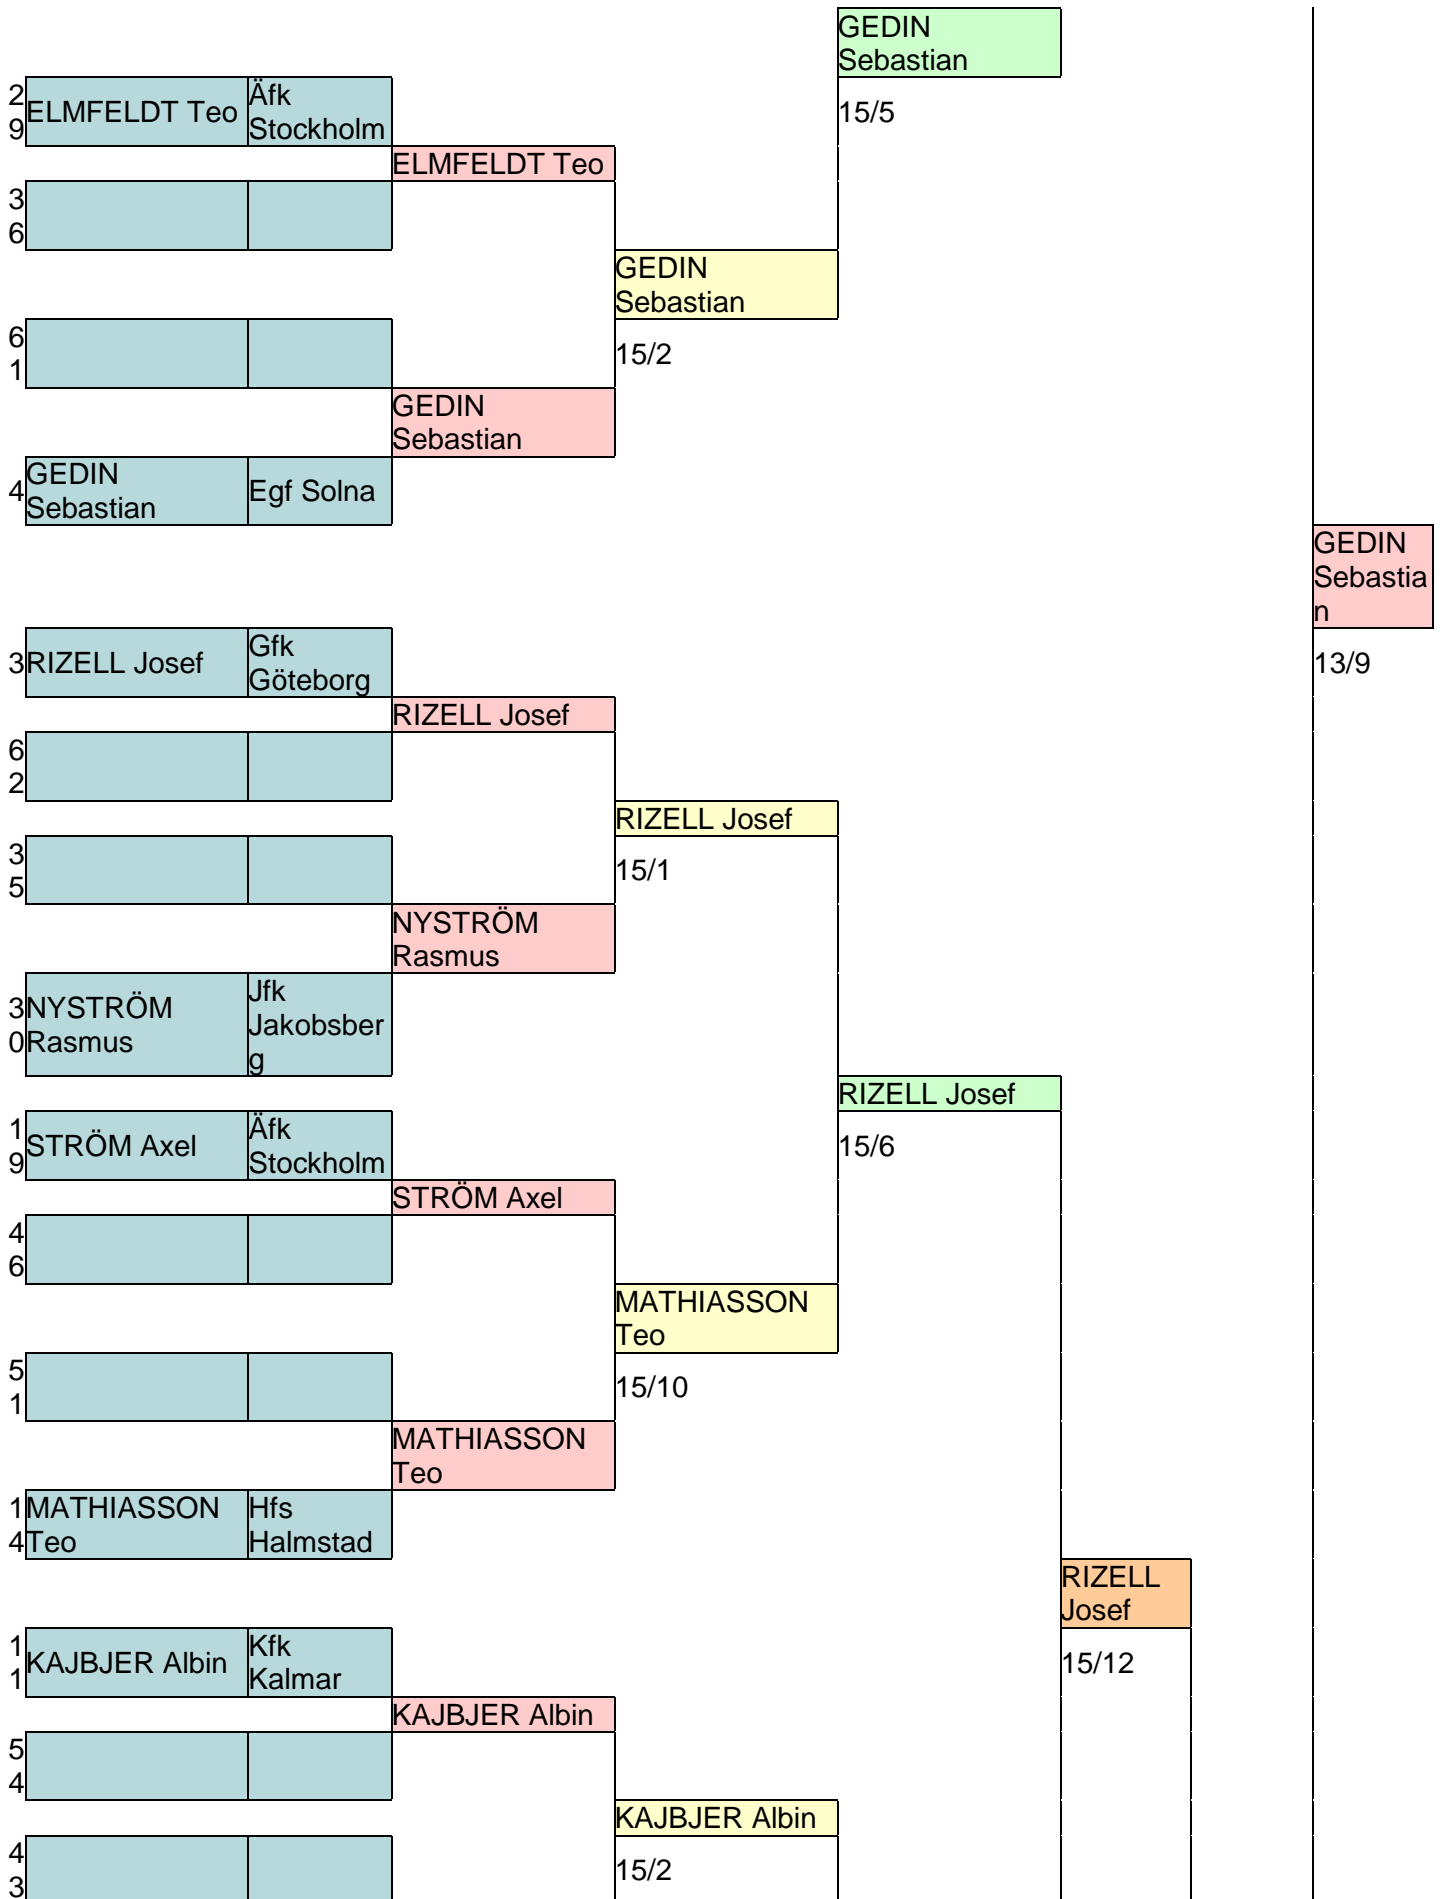 GEDIN
Sebastian
2
9
ELMFELDT Teo
Äfk
Stockholm
15/5
ELMFELDT Teo
3
6
GEDIN
Sebastian
6
1
15/2
GEDIN
Sebastian
4
GEDIN
Sebastian
Egf Solna
GEDIN
Sebastia
n
3
RIZELL Josef
Gfk
Göteborg
13/9
RIZELL Josef
6
2
RIZELL Josef
3
5
15/1
NYSTRÖM
Rasmus
3
0
NYSTRÖM
Rasmus
Jfk
Jakobsber
g
RIZELL Josef
1
9
STRÖM Axel
Äfk
Stockholm
15/6
STRÖM Axel
4
6
MATHIASSON
Teo
5
1
15/10
MATHIASSON
Teo
1
4
MATHIASSON
Teo
Hfs
Halmstad
RIZELL
Josef
1
1
KAJBJER Albin
Kfk
Kalmar
15/12
KAJBJER Albin
5
4
KAJBJER Albin
4
3
15/2